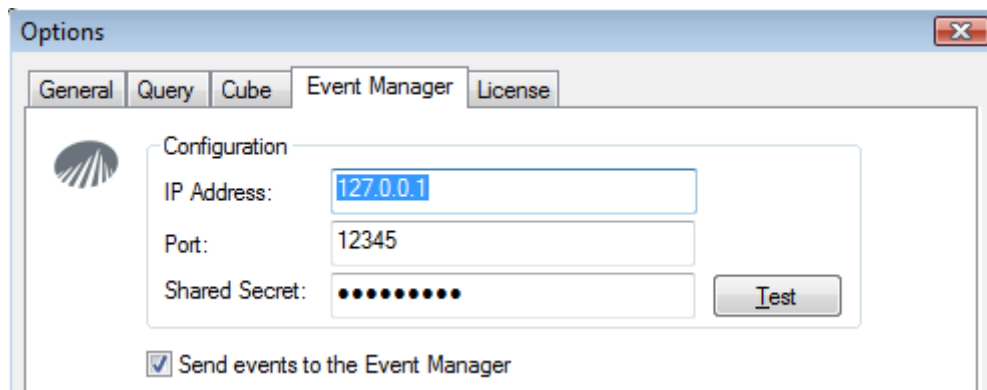 Options
General Query Cube Event Manager License
Configuration
IP Address: 127.0.0.1
Port: 12345
Shared Secret: ●●●●●●●●● Test
Send events to the Event Manager